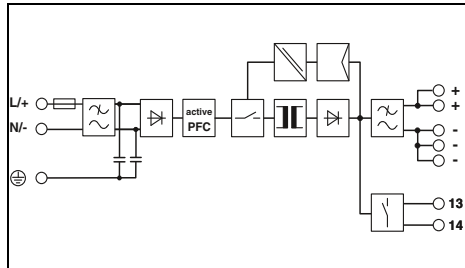 L/+
N/-
active
PFC
+
+
-
-
-
13
14